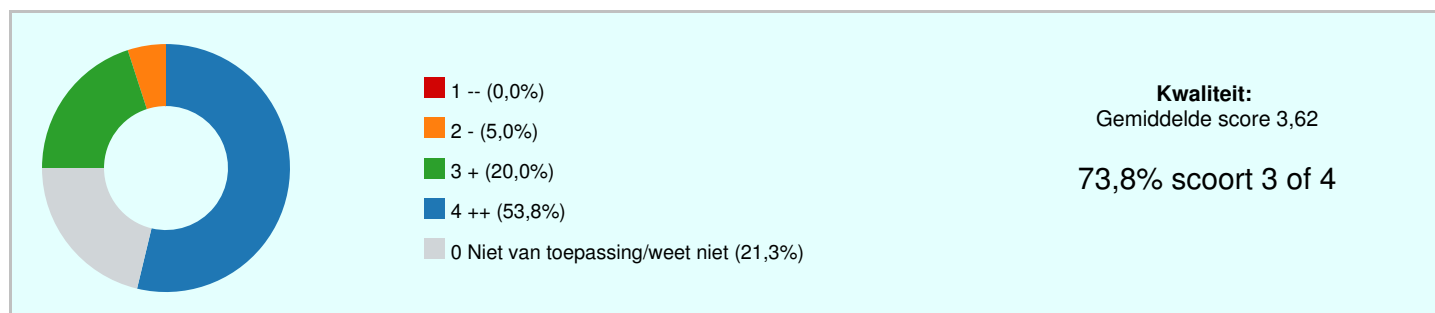 1 -- (0,0%)
2 - (5,0%)
3 + (20,0%)
4 ++ (53,8%)
0 Niet van toepassing/weet niet (21,3%)
Kwaliteit:
Gemiddelde score 3,62
73,8% scoort 3 of 4